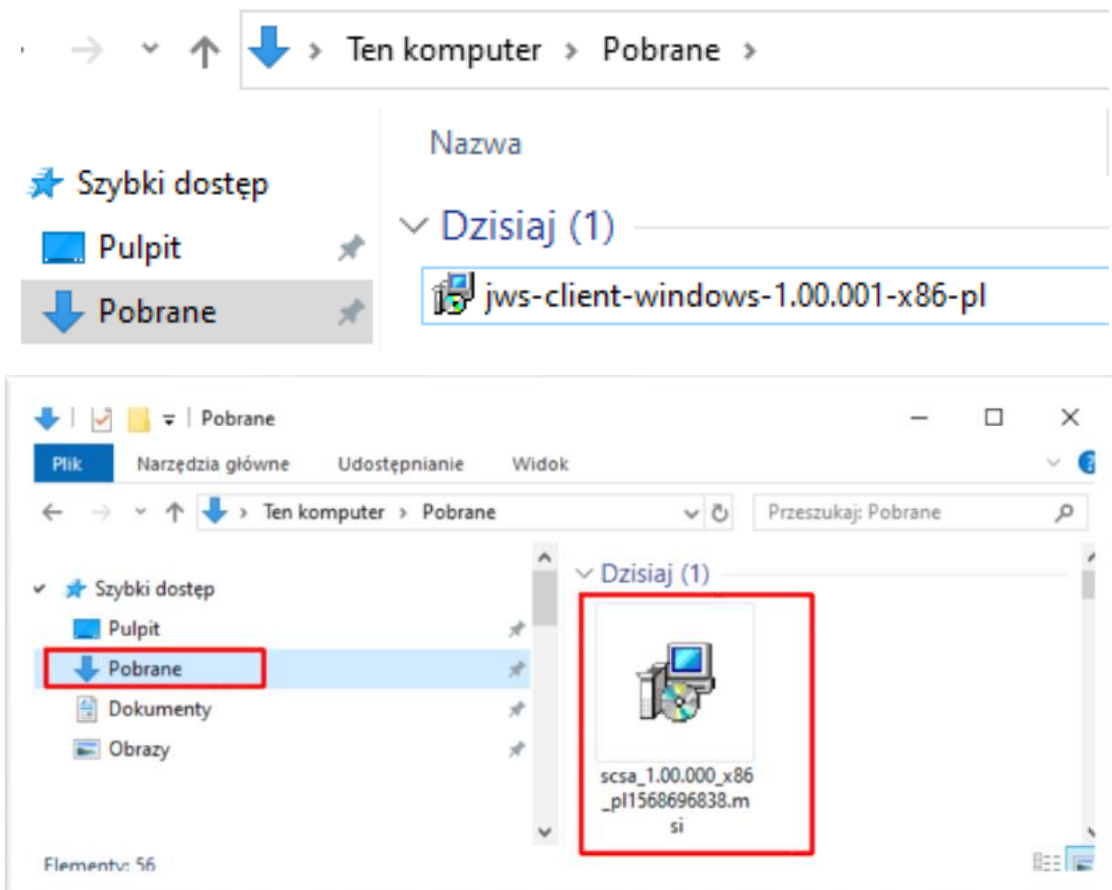 Ten komputer > Pobrane >
Nazwa
Szybki dostęp
Dzisiaj (1)
Pulpit
Pobrane
jws-client-windows-1.00.001-x86-pl
Pobrane
Plik Narzędzia główne Udostępnianie Widok
Ten komputer > Pobrane
Przeszukaj: Pobrane
Szybki dostęp
Pulpit
Pobrane
Dokumenty
Obrazy
Dzisiaj (1)
scsa_1.00.000_x86
_pl1568696838.m
si
Elementy: 56